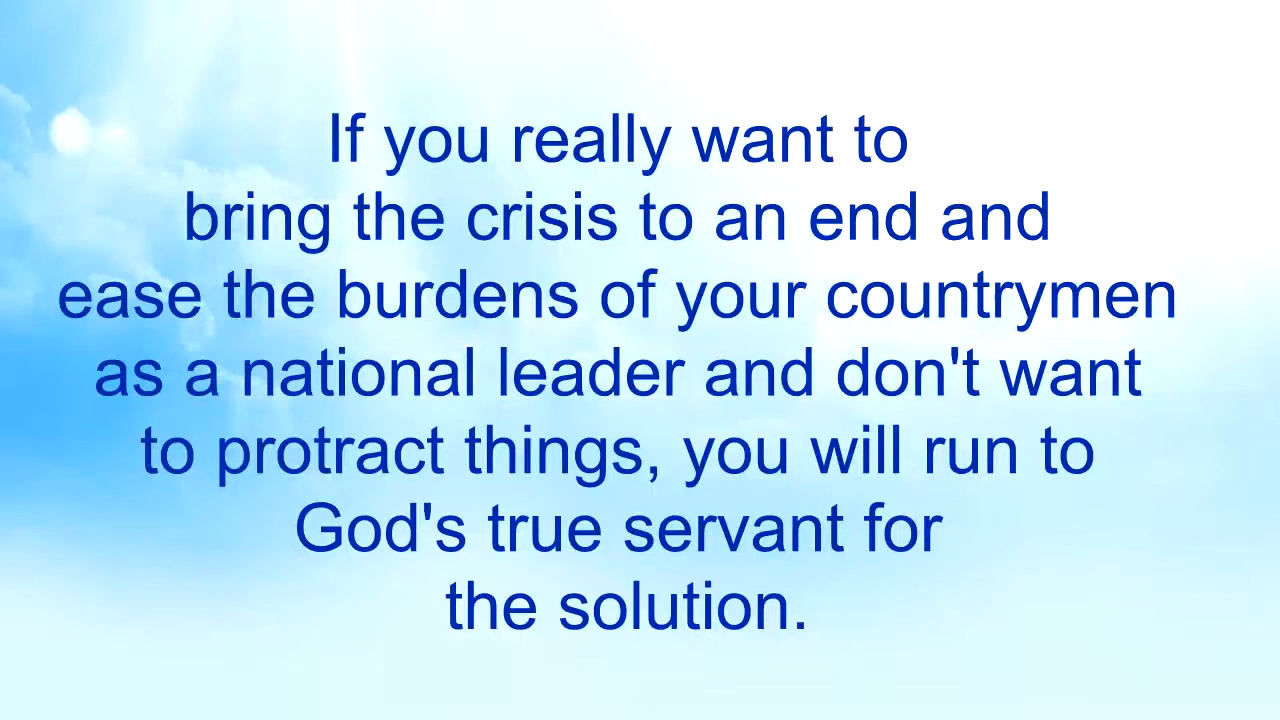 If you really want to
bring the crisis to an end and
ease the burdens of your countrymen
as a national leader and don't want
to protract things, you will run to
God's true servant for
the solution.